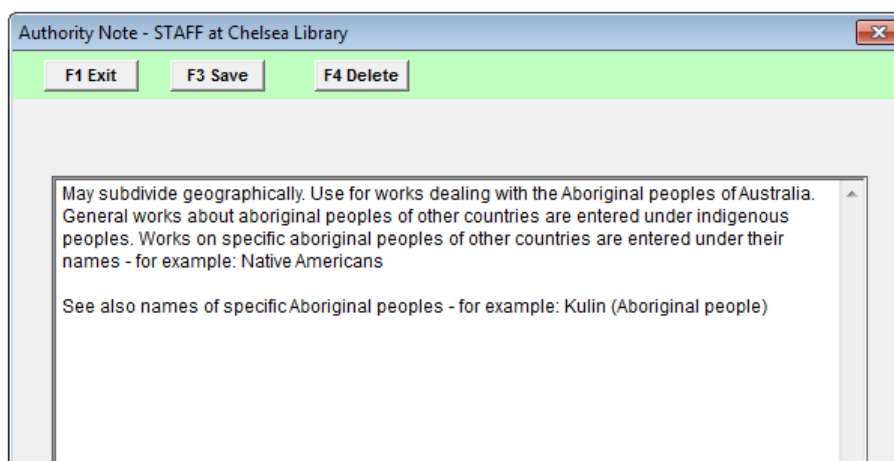 Authority Note - STAFF at Chelsea Library
F1 Exit F3 Save F4 Delete
May subdivide geographically. Use for works dealing with the Aboriginal peoples of Australia.
General works about aboriginal peoples of other countries are entered under indigenous
peoples. Works on specific aboriginal peoples of other countries are entered under their
names - for example: Native Americans
See also names of specific Aboriginal peoples - for example: Kulin (Aboriginal people)